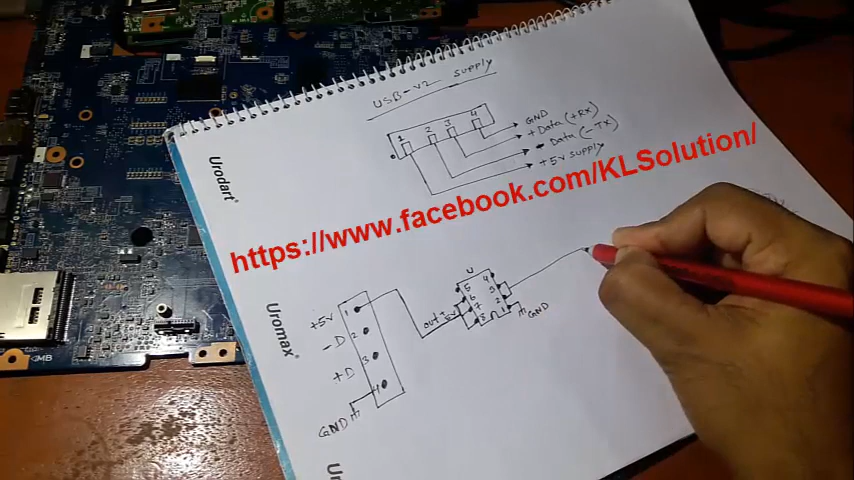 USB-V2 Supply
1 2 3 4
GND
+Data (+RX)
-Data (-TX)
+5v supply
Urodart
https://www.facebook.com/KLSolution/
Uromax
+5v 1
-D 2
+D 3
GND 4
out 5v
U
5 4
6 3
7 2
8 1
GND